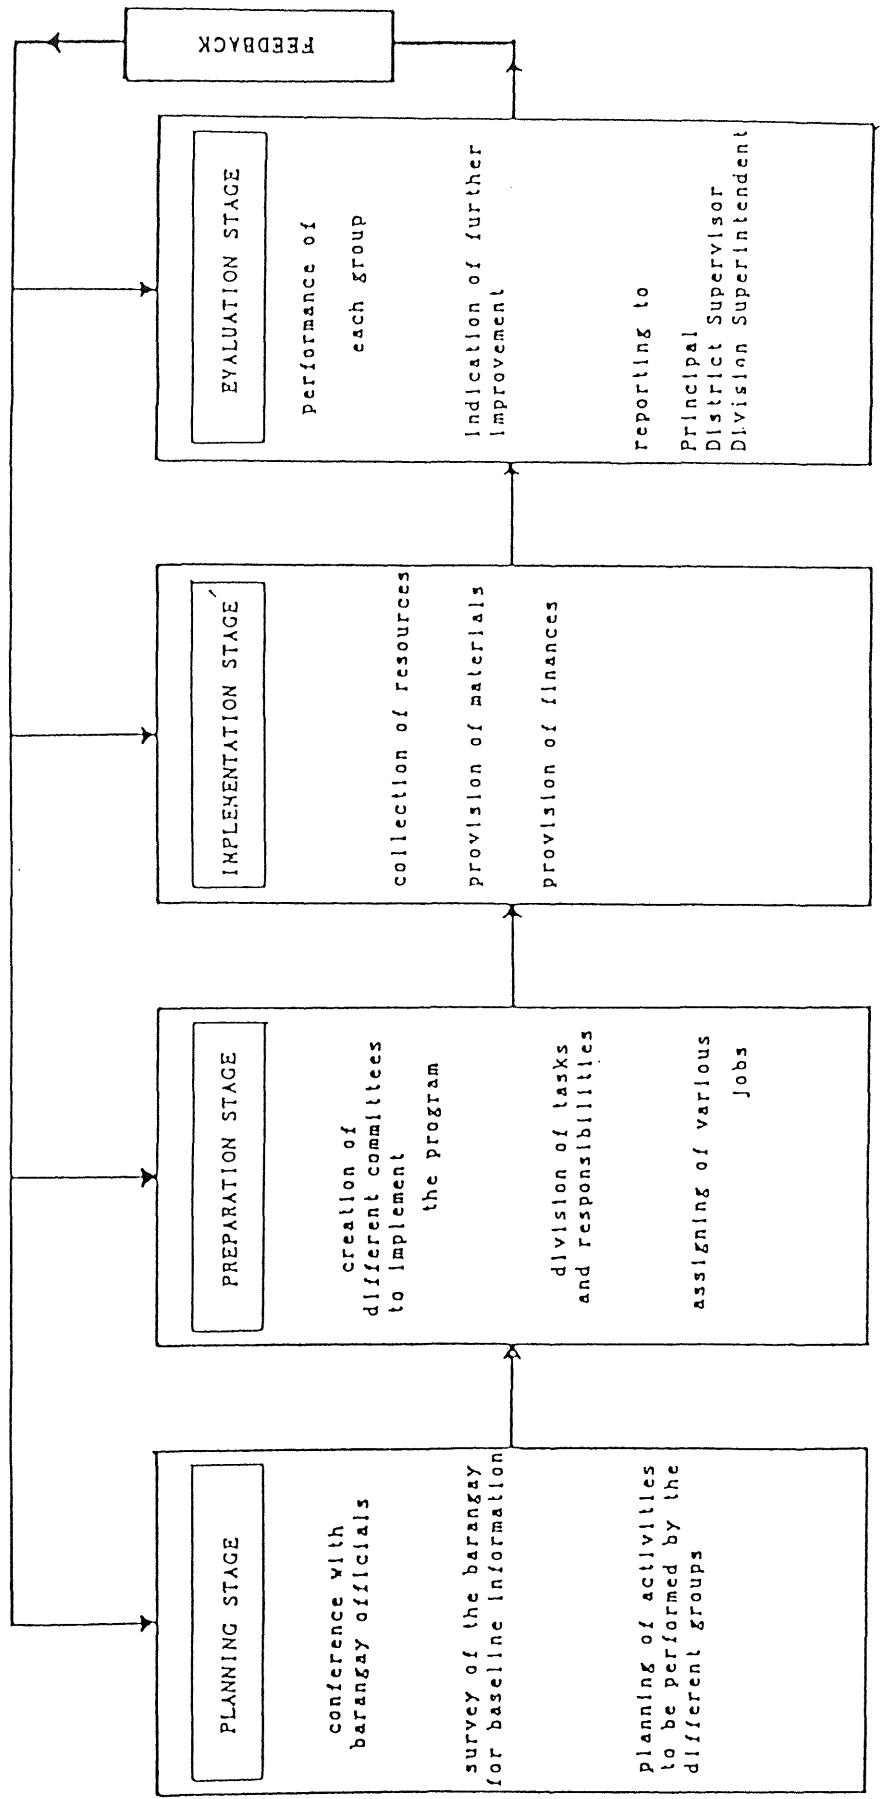 PLANNING STAGE
conference with
barangay officials
survey of the barangay
for baseline information
planning of activities
to be performed by the
different groups
PREPARATION STAGE
creation of
different committees
to implement
the program
division of tasks
and responsibilities
assigning of various
jobs
IMPLEMENTATION STAGE
collection of resources
provision of materials
provision of finances
EVALUATION STAGE
performance of
each group
indication of further
improvement
reporting to
Principal
District Supervisor
Division Superintendent
FEEDBACK